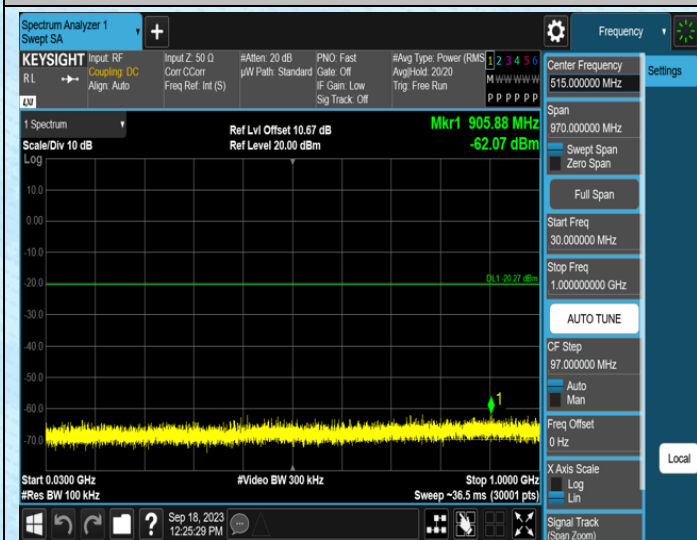 Spectrum Analyzer 1
Swept SA
Frequency
KEYSIGHT
R L
LXI
Input: RF
Coupling: DC
Align: Auto
Input Z: 50 Ω
Corr CCorr
Freq Ref: Int (S)
#Atten: 20 dB
µW Path: Standard
PNO: Fast
Gate: Off
IF Gain: Low
Sig Track: Off
#Avg Type: Power (RMS
Avg|Hold: 20/20
Trig: Free Run
1 2 3 4 5 6
M W W W W W
P P P P P P
Center Frequency
515.000000 MHz
Settings
Span
970.000000 MHz
Swept Span
Zero Span
Full Span
Start Freq
30.000000 MHz
Stop Freq
1.000000000 GHz
AUTO TUNE
CF Step
97.000000 MHz
Auto
Man
Freq Offset
0 Hz
X Axis Scale
Log
Lin
Local
Signal Track
(Span Zoom)
1 Spectrum
Scale/Div 10 dB
Log
Ref Lvl Offset 10.67 dB
Ref Level 20.00 dBm
Mkr1 905.88 MHz
-62.07 dBm
10.0
0.00
-10.0
-20.0
DL1 -20.27 dBm
-30.0
-40.0
-50.0
-60.0
1
-70.0
Start 0.0300 GHz
#Res BW 100 kHz
#Video BW 300 kHz
Stop 1.0000 GHz
Sweep ~36.5 ms (30001 pts)
?
Sep 18, 2023
12:25:29 PM